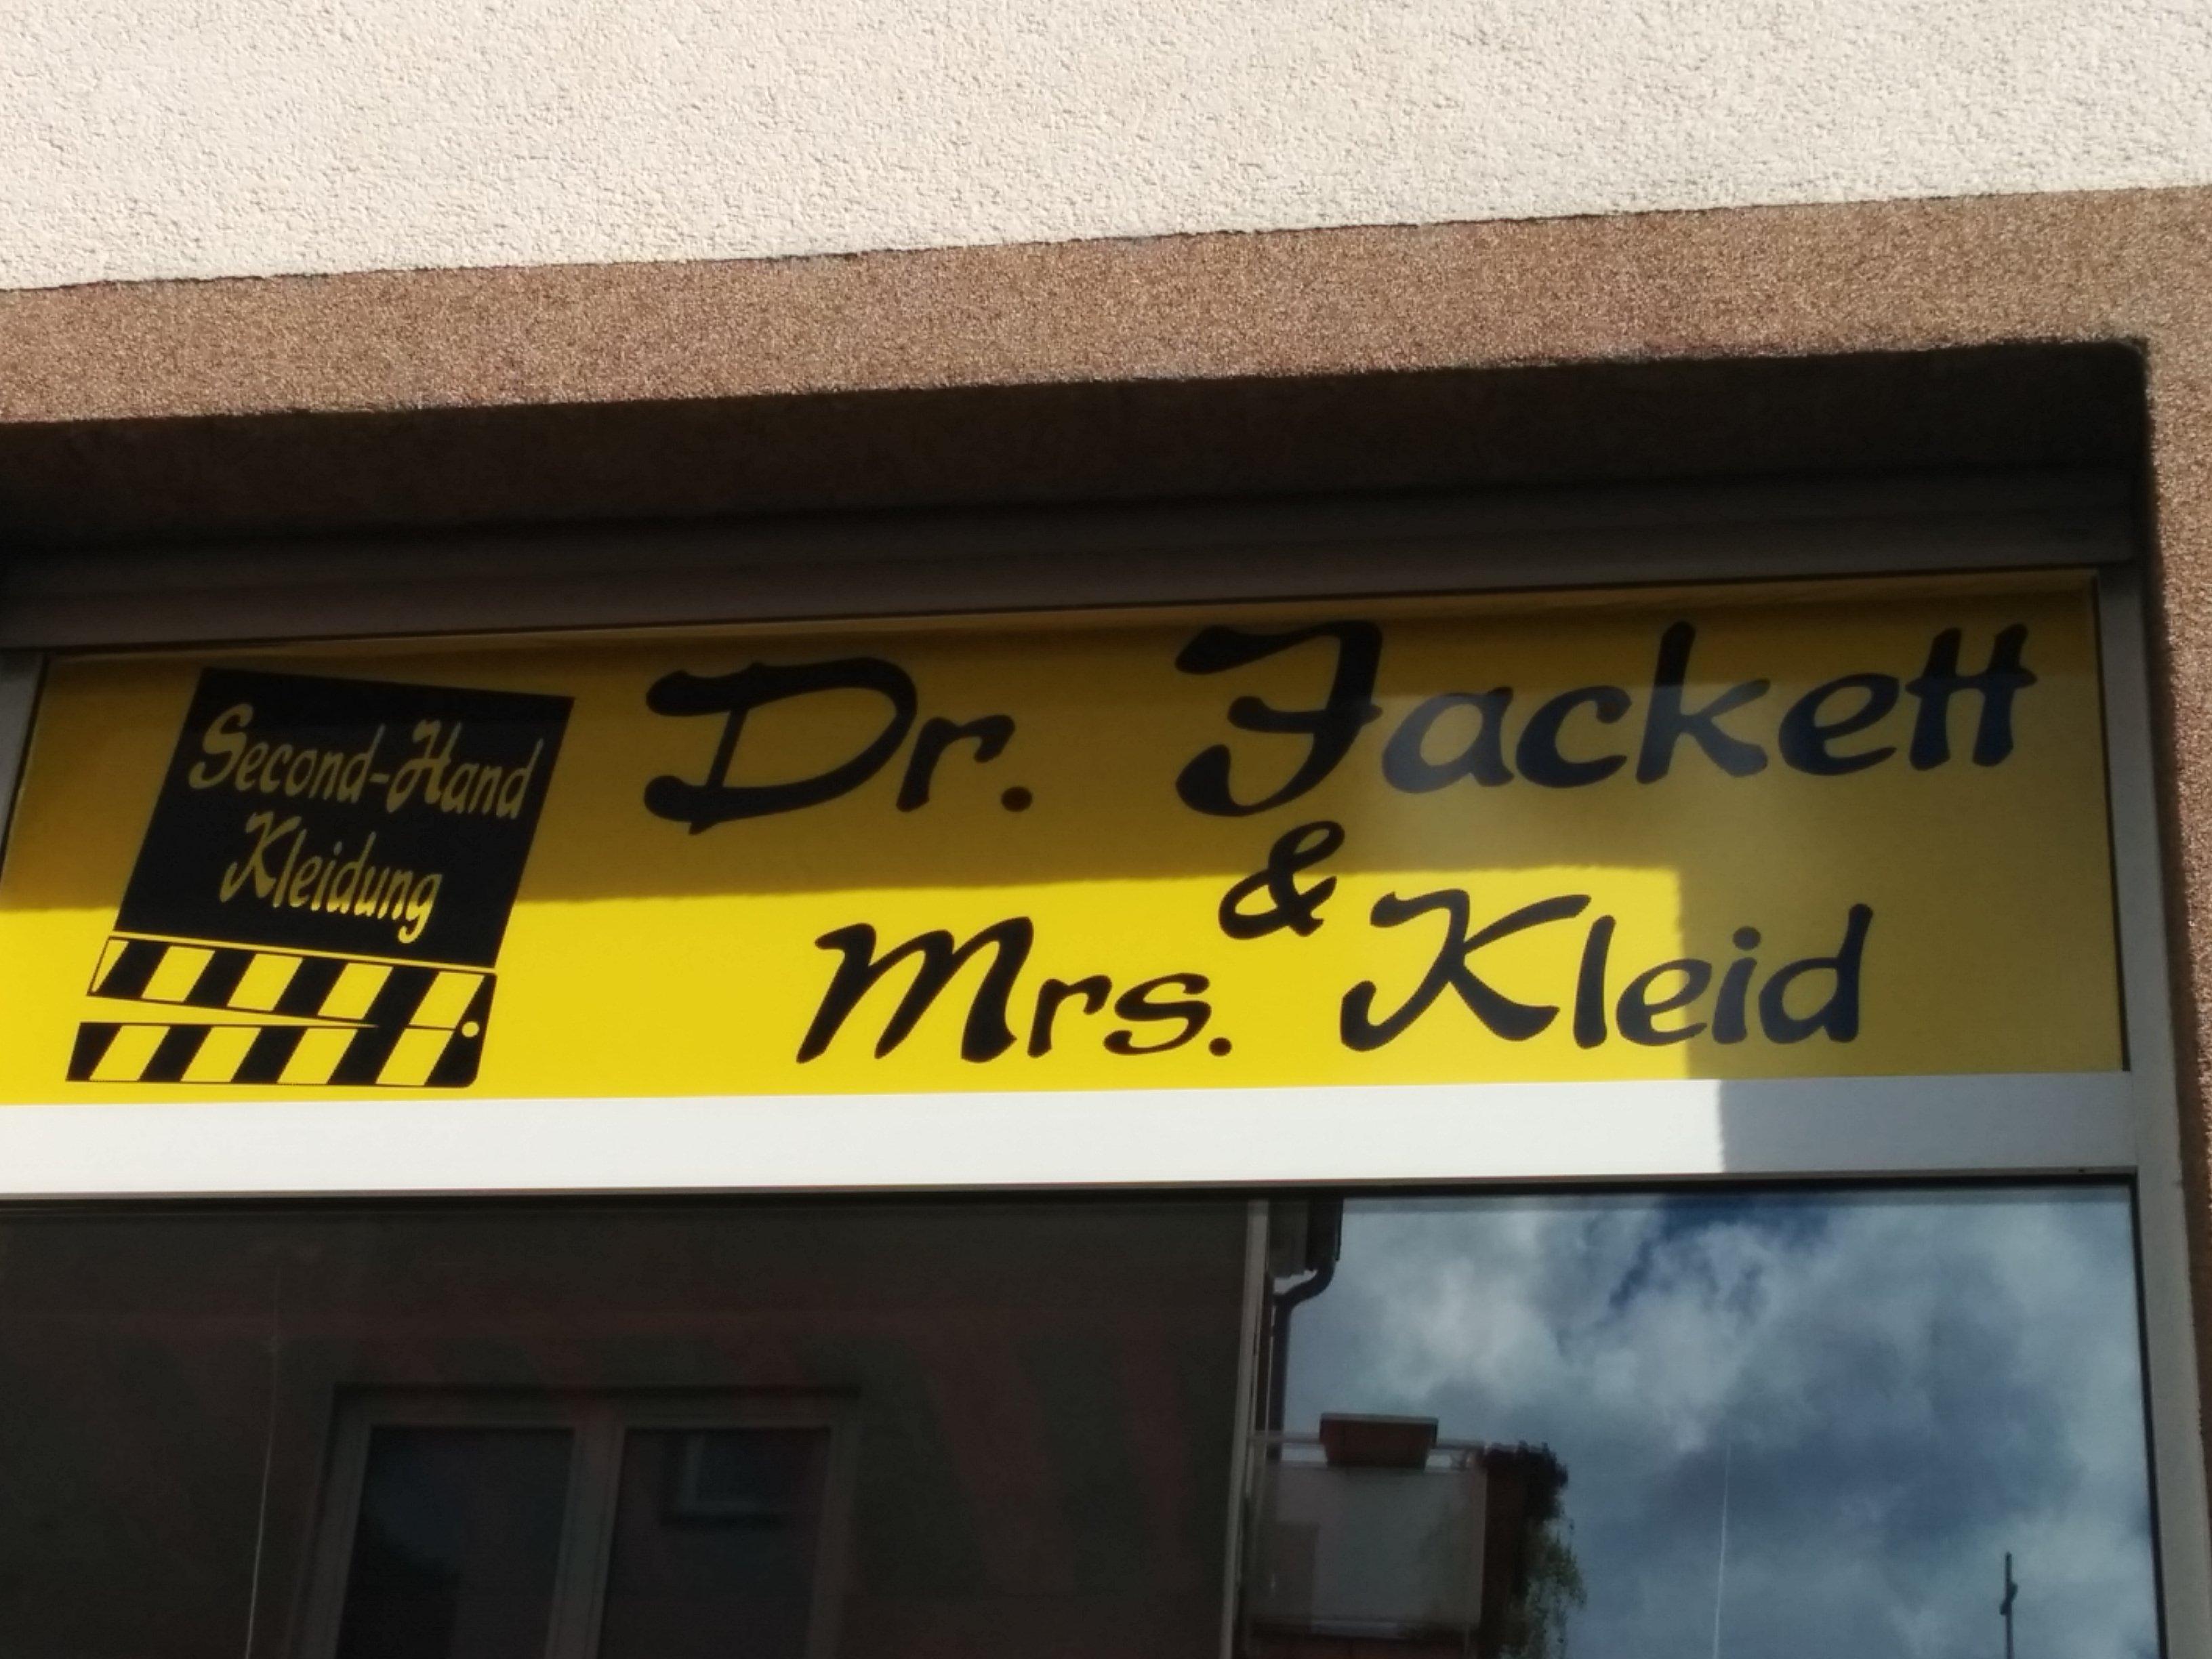 Second-Hand
Kleidung
Dr. Jackett
&
Mrs. Kleid